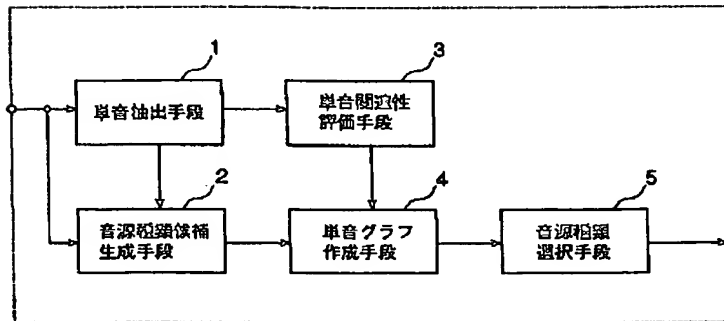 1
単音抽出手段
3
単音関連性
評価手段
2
音源種類候補
生成手段
4
単音グラフ
作成手段
5
音源種類
選択手段